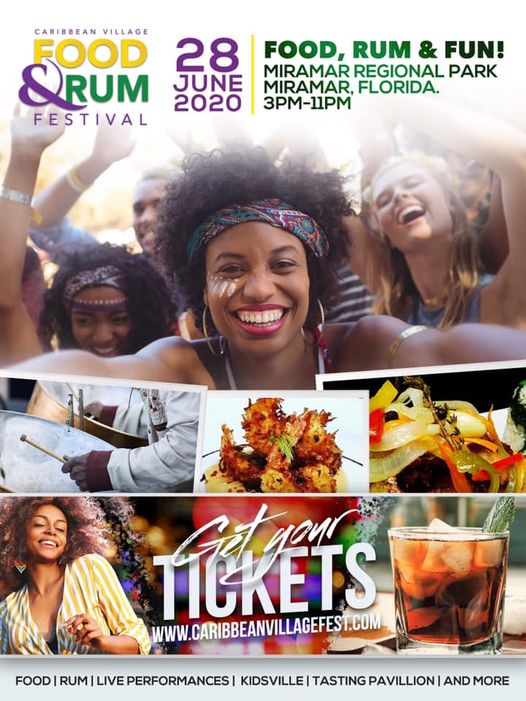 CARIBBEAN VILLAGE
FOOD
& RUM
FESTIVAL
28
JUNE
2020
FOOD, RUM & FUN!
MIRAMAR REGIONAL PARK
MIRAMAR, FLORIDA.
3PM-11PM
Get your
TICKETS
WWW.CARIBBEANVILLAGEFEST.COM
FOOD | RUM | LIVE PERFORMANCES | KIDSVILLE | TASTING PAVILLION | AND MORE